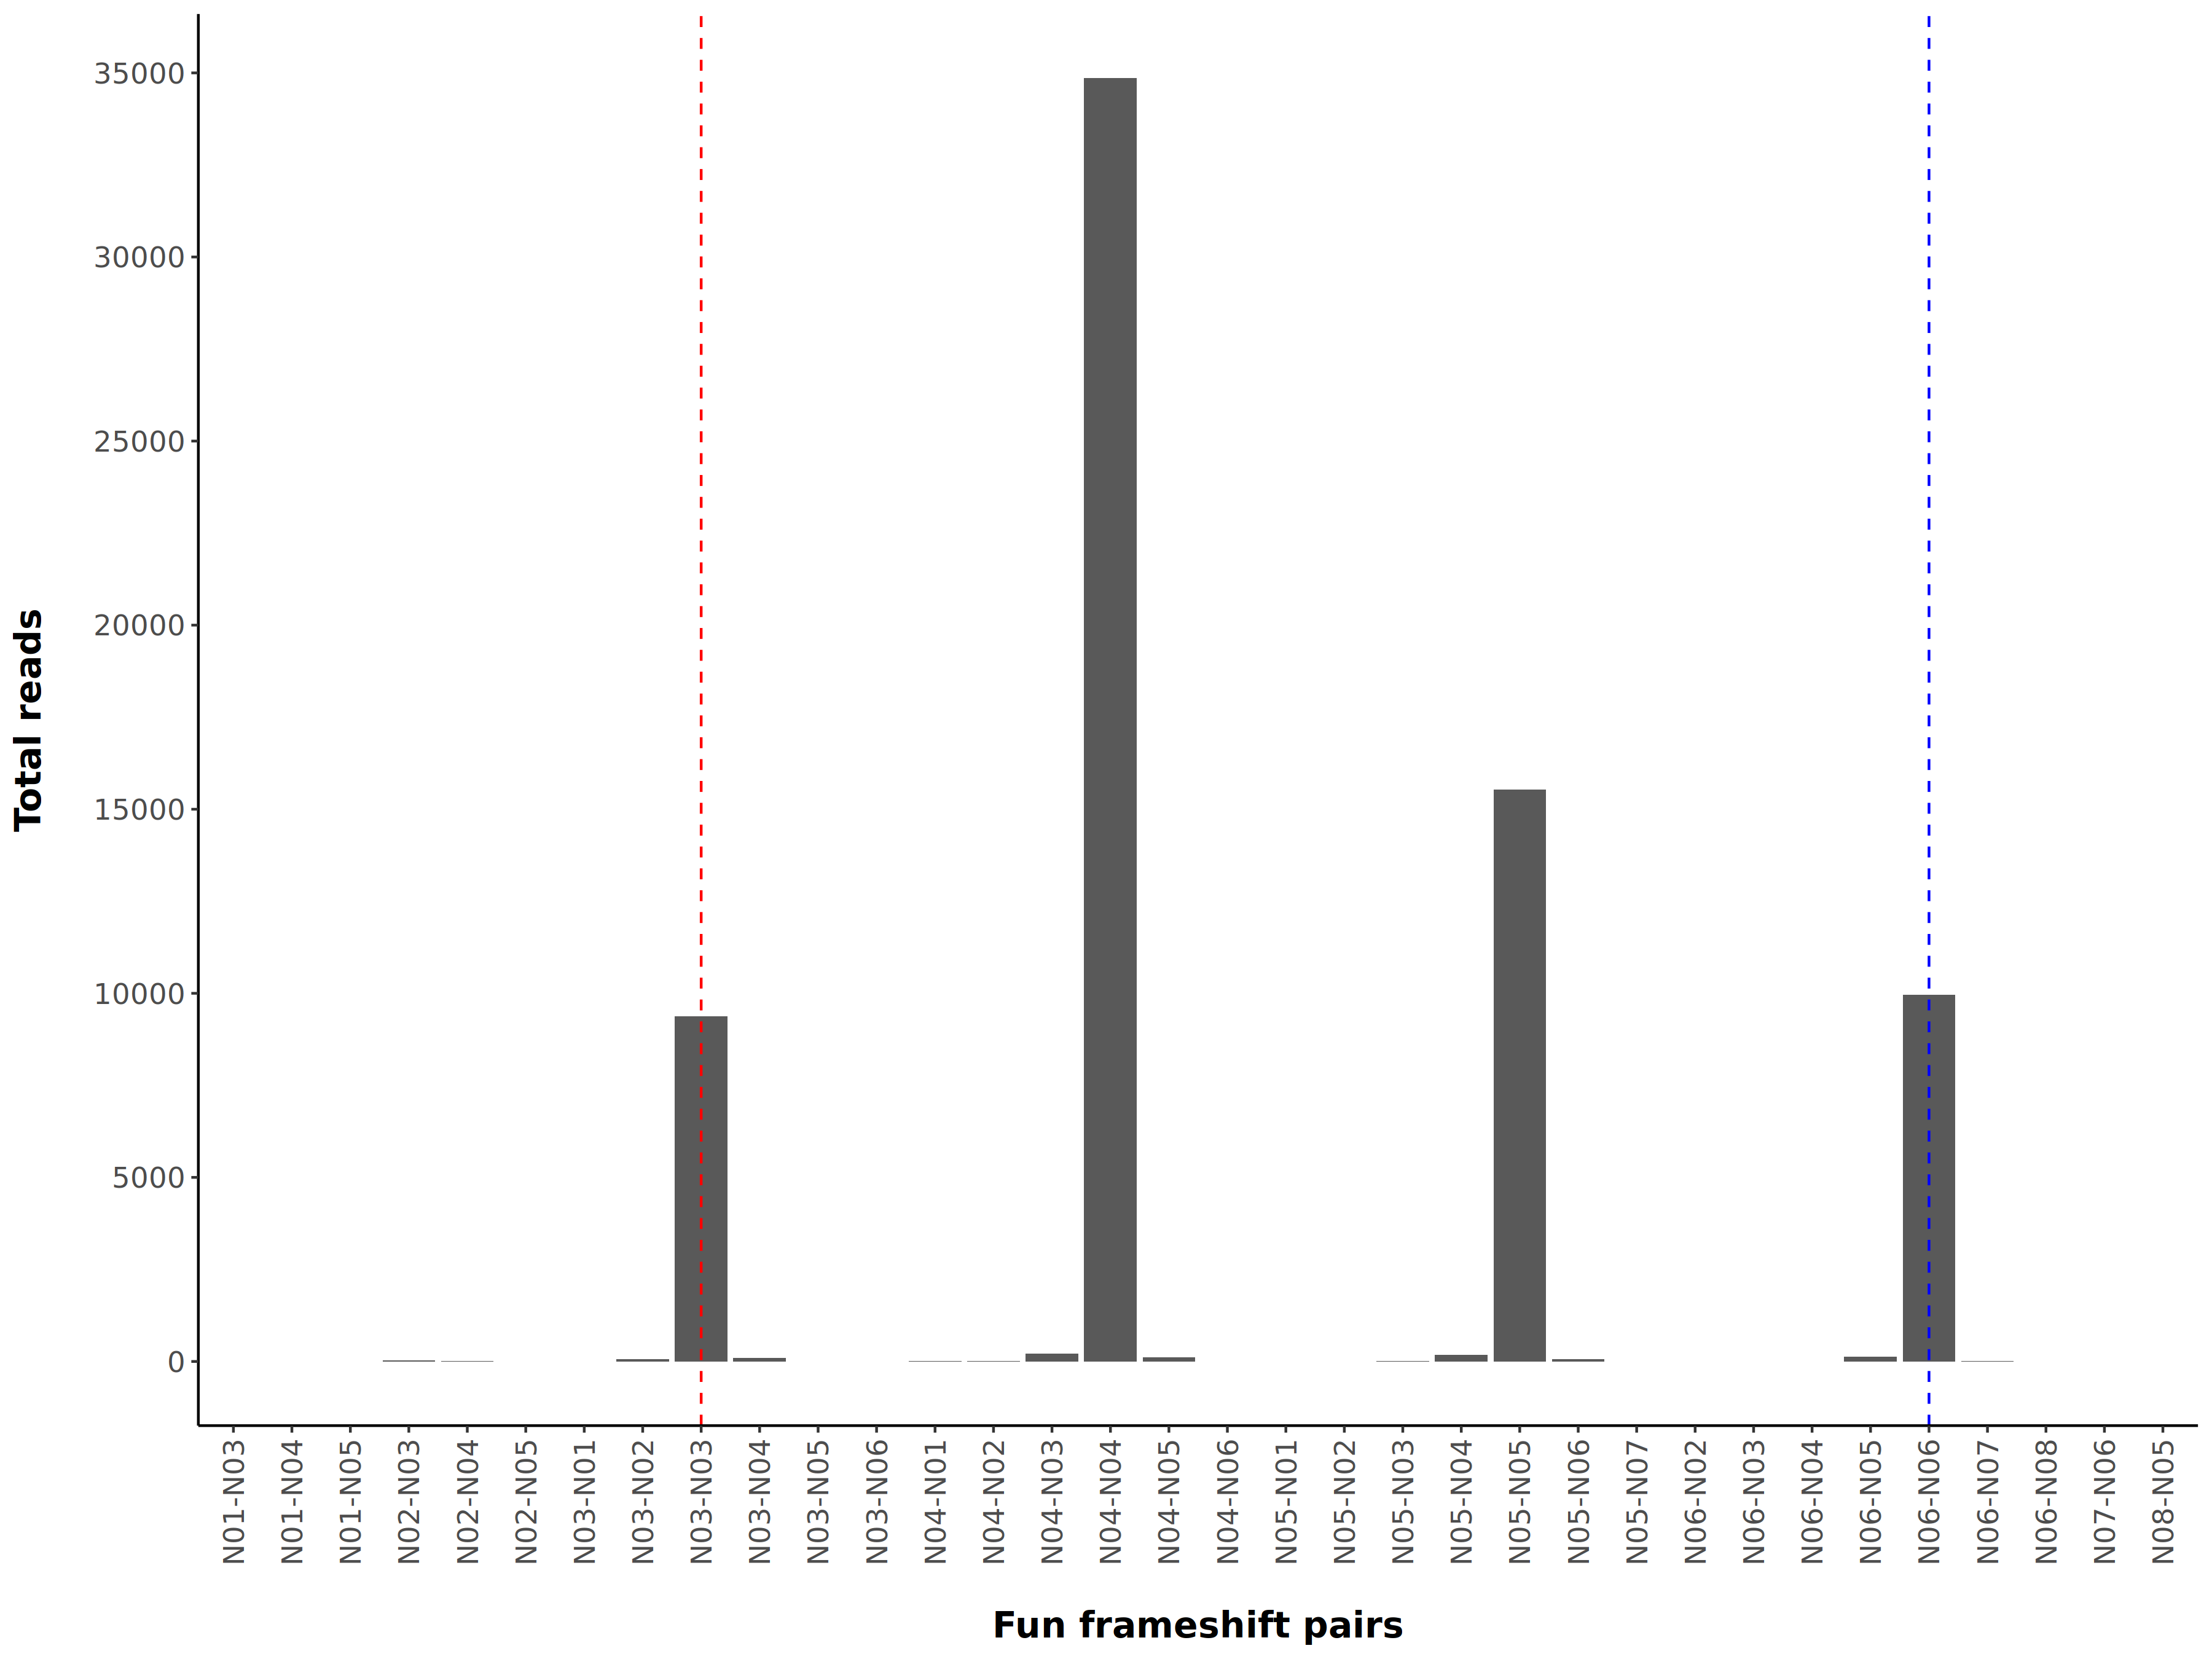 Total reads
35000
30000
25000
20000
15000
10000
5000
0
N01-N03
N01-N04
N01-N05
N02-N03
N02-N04
N02-N05
N03-N01
N03-N02
N03-N03
N03-N04
N03-N05
N03-N06
N04-N01
N04-N02
N04-N03
N04-N04
N04-N05
N04-N06
N05-N01
N05-N02
N05-N03
N05-N04
N05-N05
N05-N06
N05-N07
N06-N02
N06-N03
N06-N04
N06-N05
N06-N06
N06-N07
N06-N08
N07-N06
N08-N05
Fun frameshift pairs